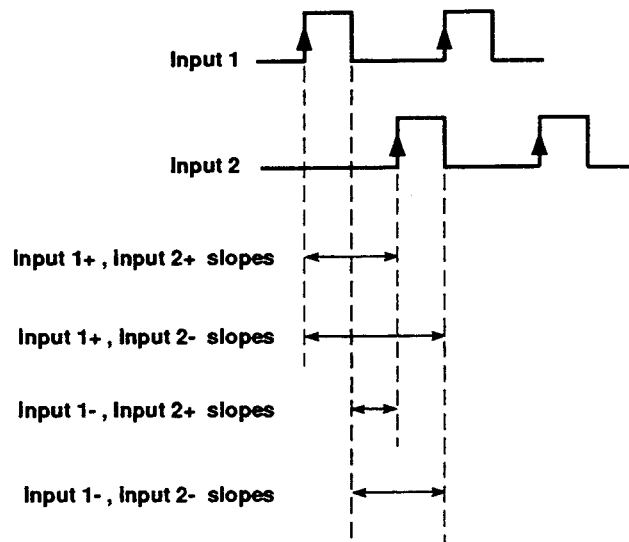 Input 1
Input 2
Input 1+ , Input 2+ slopes
Input 1+ , Input 2- slopes
Input 1- , Input 2+ slopes
Input 1- , Input 2- slopes